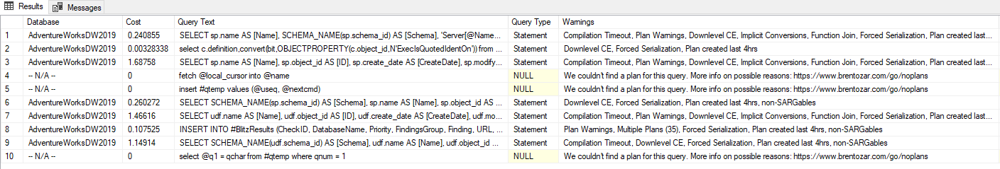 Results Messages
Database Cost Query Text Query Type Warnings
1 AdventureWorksDW2019 0.240855 SELECT sp.name AS [Name], SCHEMA_NAME(sp.schema_id) AS [Schema], 'Server[@Name... Statement Compilation Timeout, Plan Warnings, Downlevel CE, Implicit Conversions, Function Join, Forced Serialization, Plan created last...
2 AdventureWorksDW2019 0.00328338 select c.definition,convert(bit,OBJECTPROPERTY(c.object_id,N'ExecIsQuotedIdentOn')) from ... Statement Downlevel CE, Forced Serialization, Plan created last 4hrs
3 AdventureWorksDW2019 1.68758 SELECT sp.name AS [Name], sp.object_id AS [ID], sp.create_date AS [CreateDate], sp.modify... Statement Compilation Timeout, Plan Warnings, Downlevel CE, Implicit Conversions, Function Join, Forced Serialization, Plan created last...
4 -- N/A -- 0 fetch @local_cursor into @name NULL We couldn't find a plan for this query. More info on possible reasons: https://www.brentozar.com/go/noplans
5 -- N/A -- 0 insert #qtemp values (@useq, @nextcmd) NULL We couldn't find a plan for this query. More info on possible reasons: https://www.brentozar.com/go/noplans
6 AdventureWorksDW2019 0.260272 SELECT SCHEMA_NAME(sp.schema_id) AS [Schema], sp.name AS [Name], sp.object_id AS ... Statement Downlevel CE, Forced Serialization, Plan created last 4hrs, non-SARGables
7 AdventureWorksDW2019 1.46616 SELECT udf.name AS [Name], udf.object_id AS [ID], udf.create_date AS [CreateDate], udf.mo... Statement Compilation Timeout, Plan Warnings, Downlevel CE, Implicit Conversions, Function Join, Forced Serialization, Plan created last...
8 AdventureWorksDW2019 0.107525 INSERT INTO #BlitzResults (CheckID, DatabaseName, Priority, FindingsGroup, Finding, URL, ... Statement Plan Warnings, Multiple Plans (35), Forced Serialization, Plan created last 4hrs, non-SARGables
9 AdventureWorksDW2019 1.14914 SELECT SCHEMA_NAME(udf.schema_id) AS [Schema], udf.name AS [Name], udf.object_id ... Statement Compilation Timeout, Downlevel CE, Forced Serialization, Plan created last 4hrs, non-SARGables
10 -- N/A -- 0 select @q1 = qchar from #qtemp where qnum = 1 NULL We couldn't find a plan for this query. More info on possible reasons: https://www.brentozar.com/go/noplans